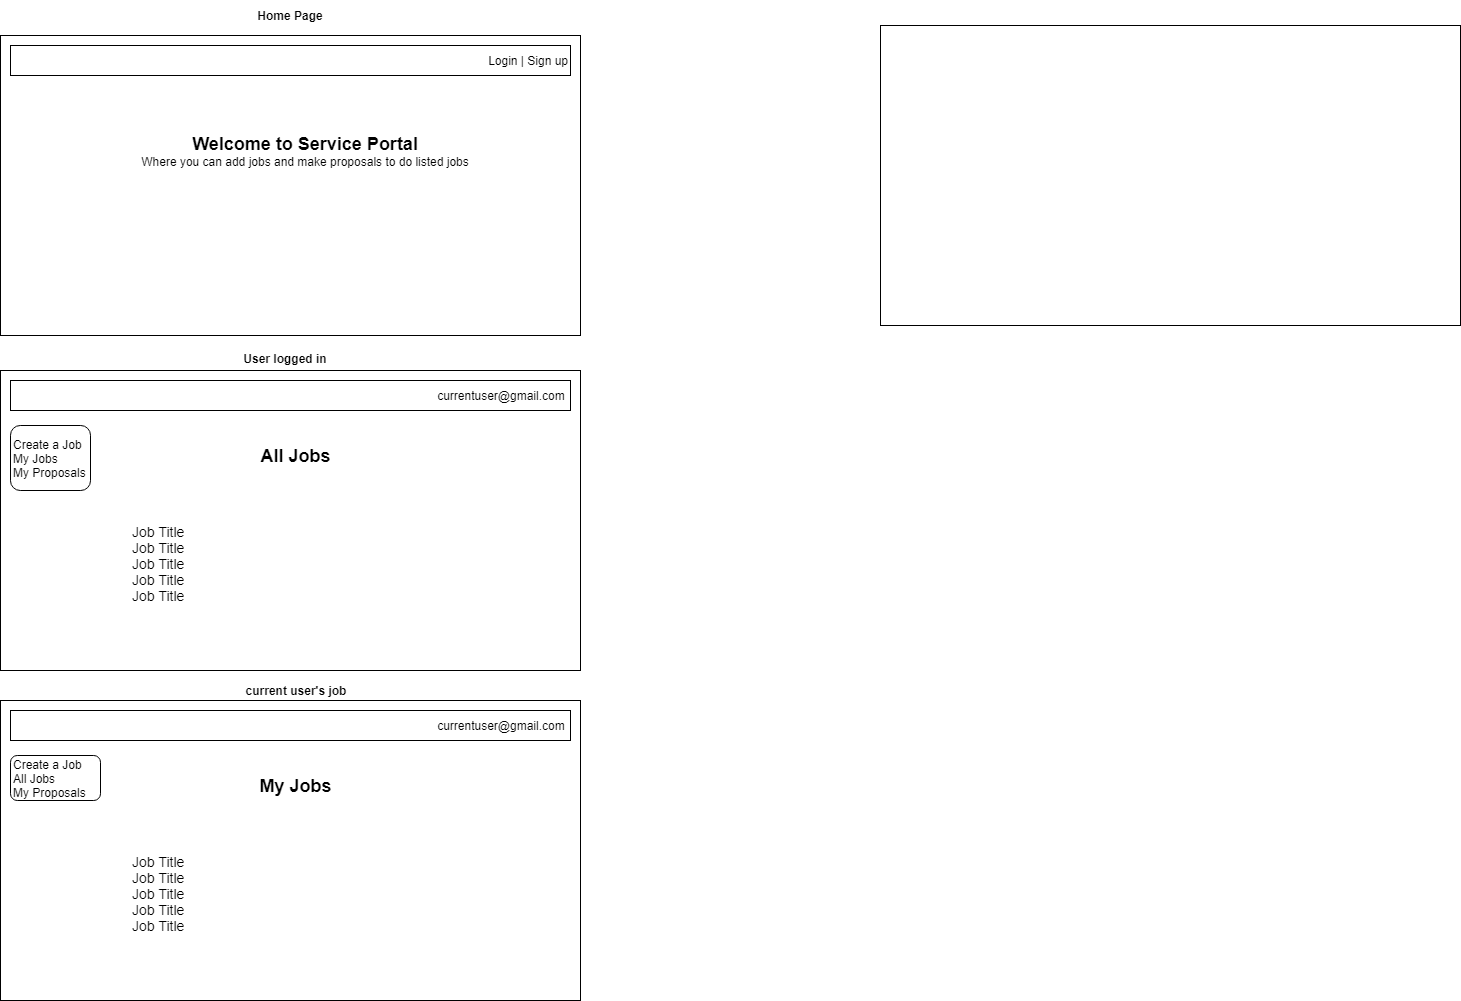 Home Page
Login | Sign up
Welcome to Service Portal
Where you can add jobs and make proposals to do listed jobs
User logged in
currentuser@gmail.com
Create a Job
My Jobs
My Proposals
All Jobs
Job Title
Job Title
Job Title
Job Title
Job Title
current user's job
currentuser@gmail.com
Create a Job
All Jobs
My Proposals
My Jobs
Job Title
Job Title
Job Title
Job Title
Job Title